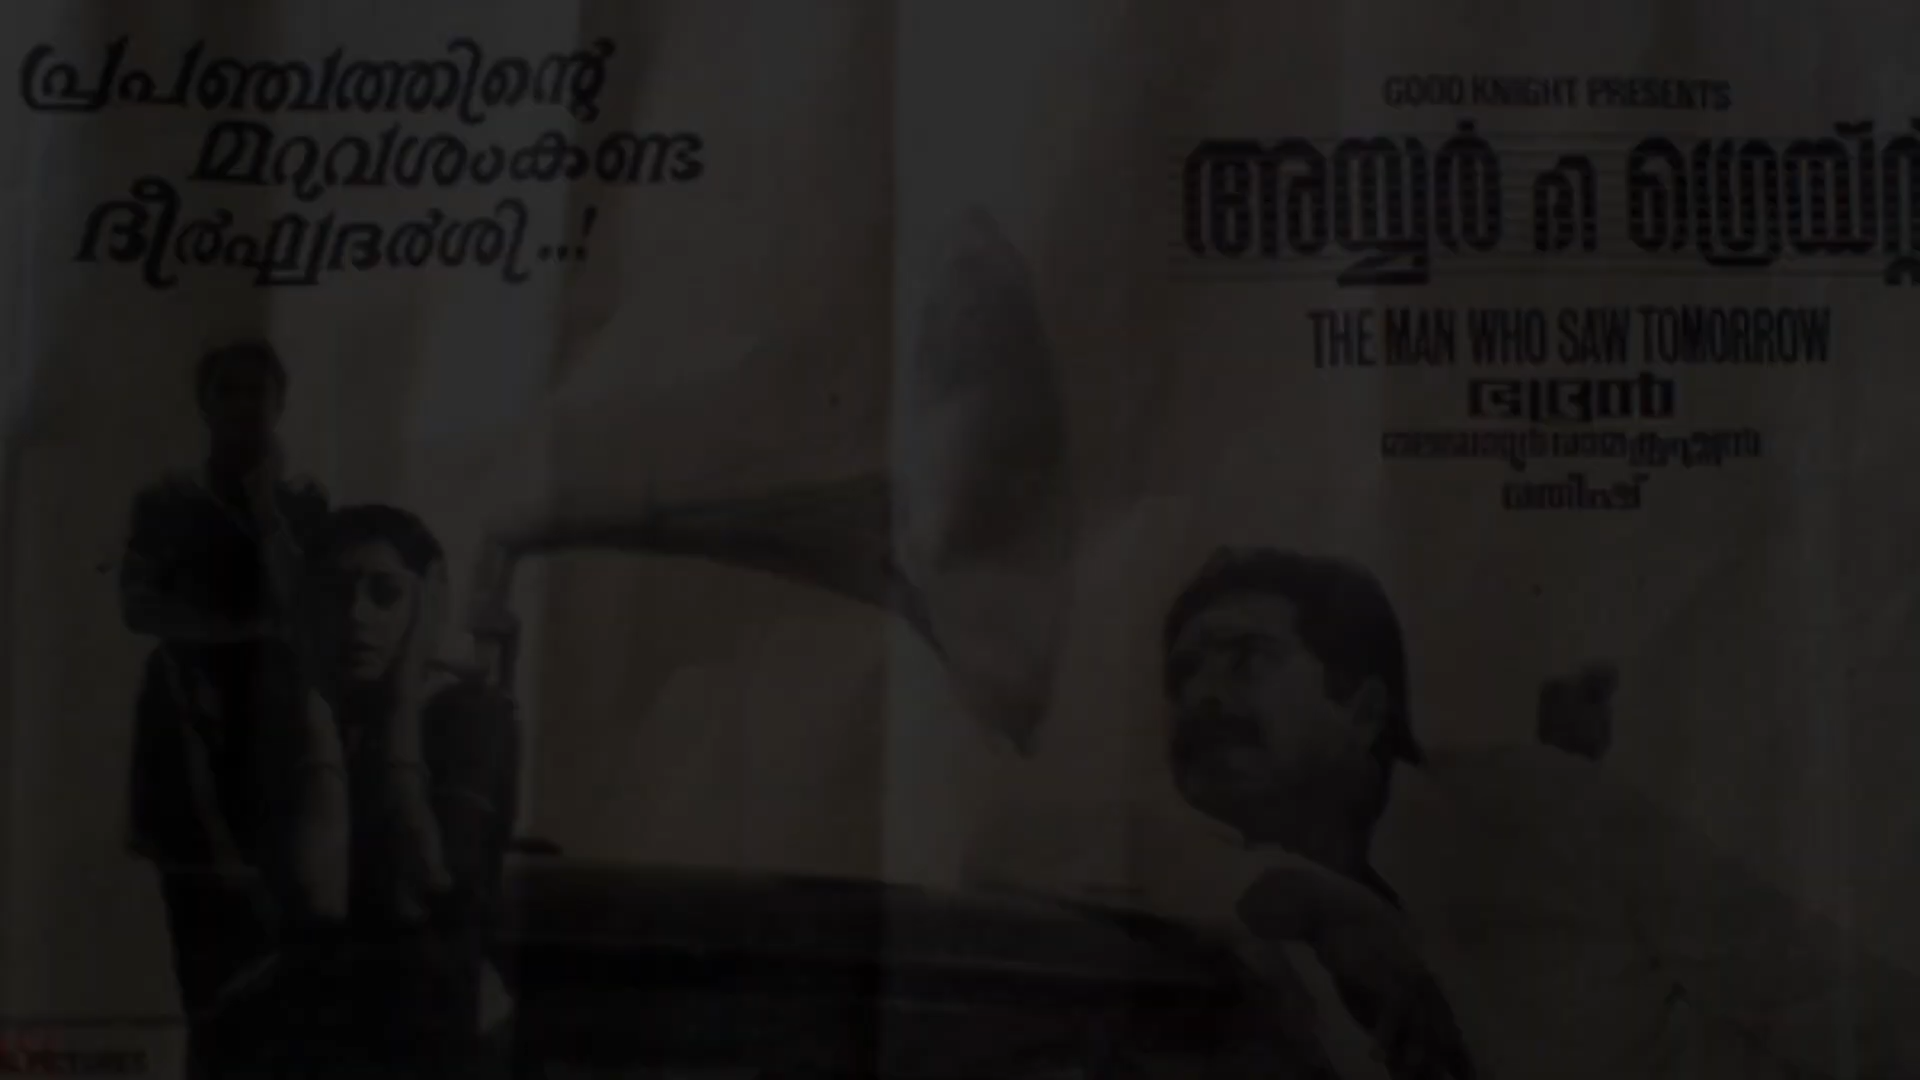 പ്രപഞ്ചത്തിന്റെ
മറുവശംകണ്ട
ദീർഘദർശി...!
GOOD KNIGHT PRESENTS
അയ്യർ ദി ഗ്രെയ്റ്റ്
THE MAN WHO SAW TOMORROW
ഭദ്രൻ